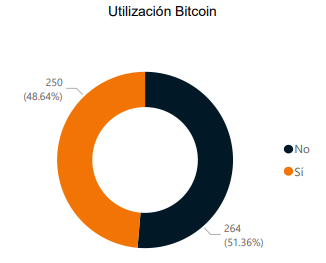 Utilización Bitcoin
250
(48.64%)
No
Sí
264
(51.36%)